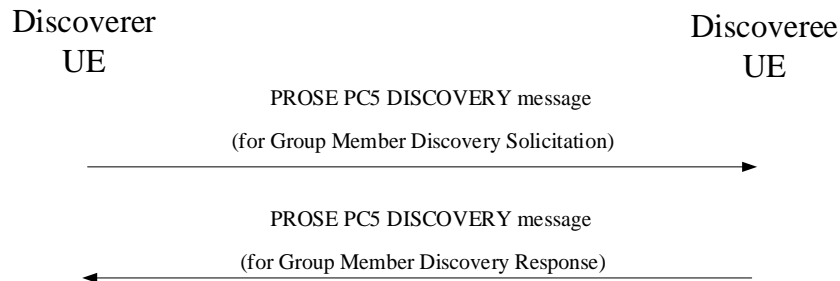 Discoverer
UE
Discoveree
UE
PROSE PC5 DISCOVERY message
(for Group Member Discovery Solicitation)
PROSE PC5 DISCOVERY message
(for Group Member Discovery Response)